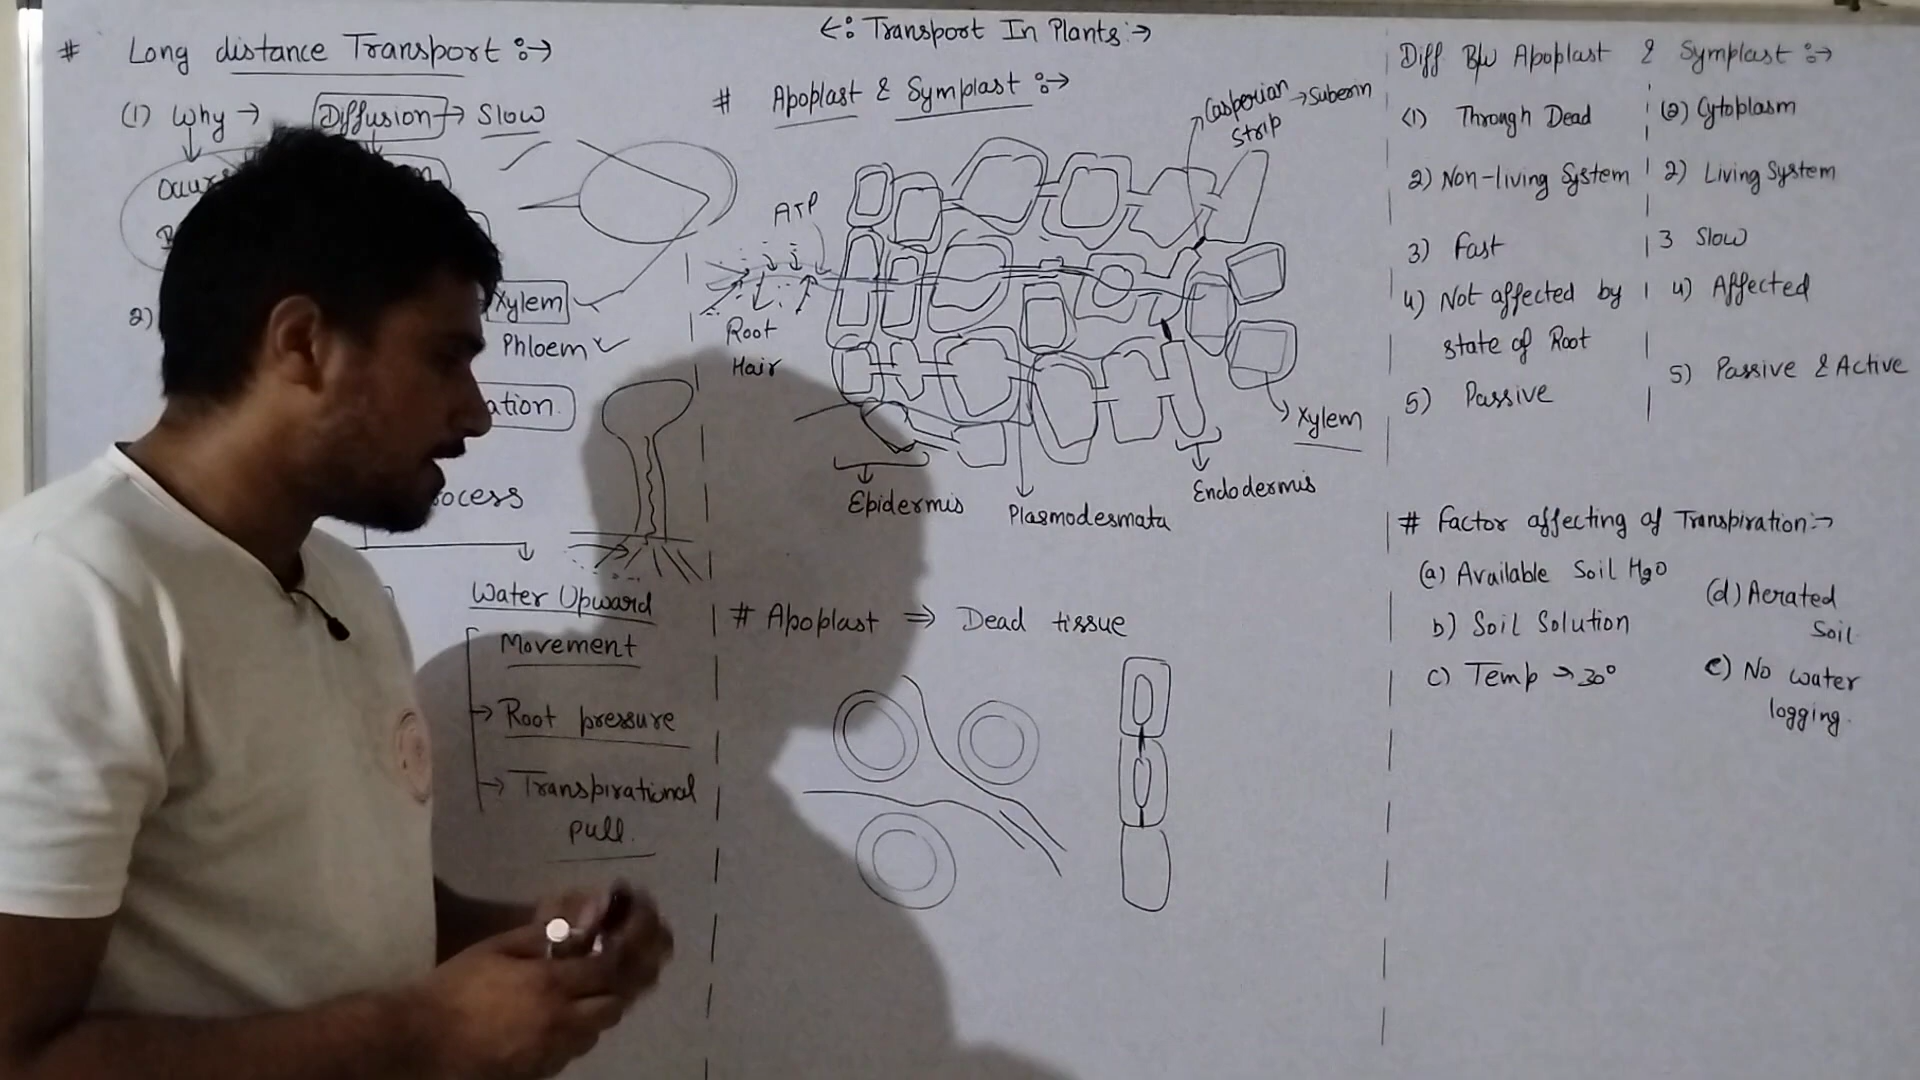 <: Transport In Plants :→
# Long distance Transport :→
(1) Why → Diffusion → Slow
2)
Xylem
Phloem
ation.
ocess
Water Upward
Movement
→ Root pressure
→ Transpirational
pull.
# Apoplast & Symplast :→
Casperian → Suberin
Strip
ATP
Root
Hair
Xylem
Epidermis
Plasmodesmata
Endodermis
# Apoplast ⇒ Dead tissue
Diff B/w Apoplast & Symplast :→
(1) Through Dead
(2) Cytoplasm
2) Non-living System
2) Living System
3) Fast
3 Slow
4) Not affected by
state of Root
4) Affected
5) Passive
5) Passive & Active
# Factor affecting of Transpiration :→
(a) Available Soil H2O
b) Soil Solution
c) Temp → 30°
(d) Aerated
Soil
e) No water
logging.